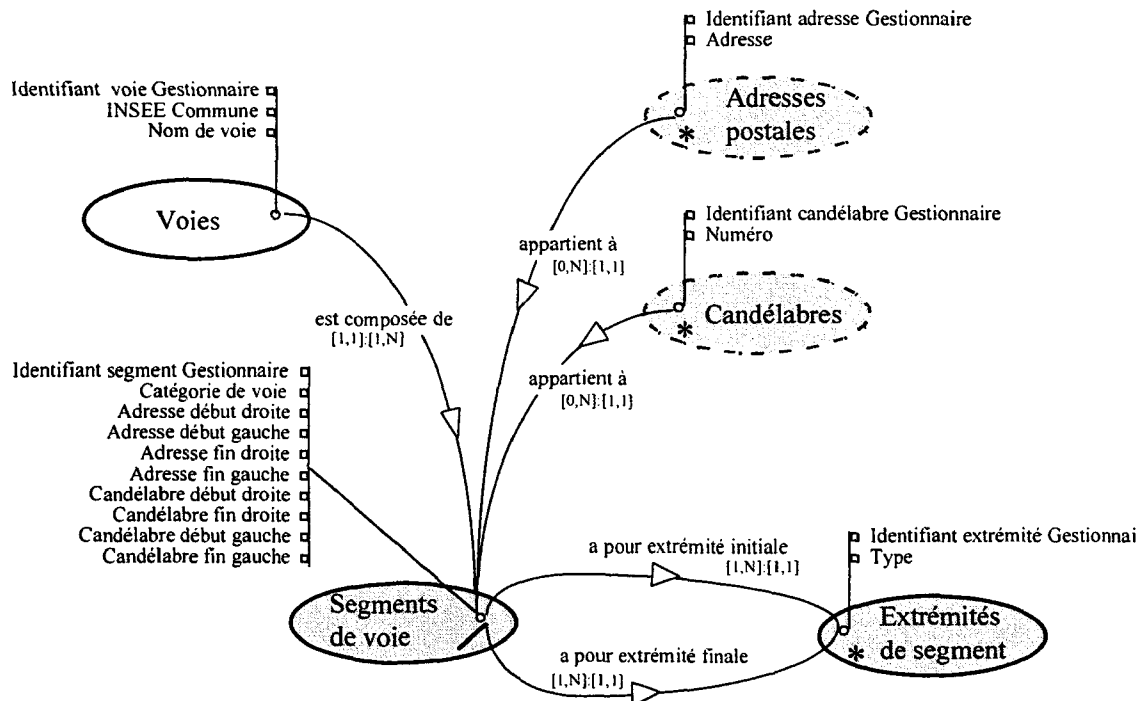 Identifiant adresse Gestionnaire
Adresse
Adresses
postales
*
Identifiant voie Gestionnaire
INSEE Commune
Nom de voie
Voies
Identifiant candélabre Gestionnaire
Numéro
Candélabres
*
appartient à
[0,N]:[1,1]
est composée de
[1,1]:[1,N]
appartient à
[0,N]:[1,1]
Identifiant segment Gestionnaire
Catégorie de voie
Adresse début droite
Adresse début gauche
Adresse fin droite
Adresse fin gauche
Candélabre début droite
Candélabre fin droite
Candélabre début gauche
Candélabre fin gauche
Segments
de voie
a pour extrémité initiale
[1,N]:[1,1]
a pour extrémité finale
[1,N]:[1,1]
Identifiant extrémité Gestionnai
Type
Extrémités
de segment
*